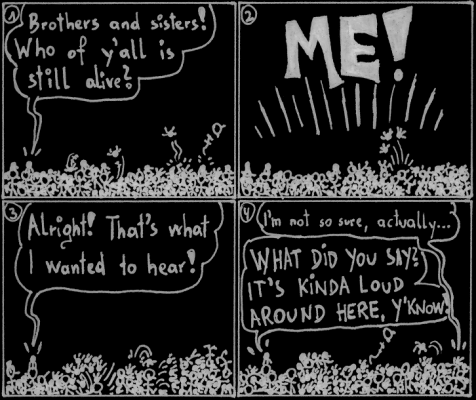 1
Brothers and sisters!
Who of y'all is
still alive?
2
ME!
3
Alright! That's what
I wanted to hear!
4
I'm not so sure, actually...
WHAT DID YOU SAY?
IT'S KINDA LOUD
AROUND HERE, Y'KNOW?